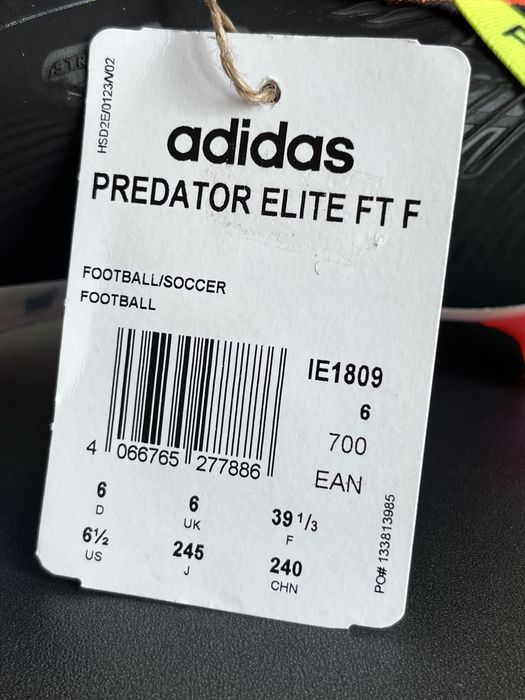 HSD2E/0123/V02
adidas
PREDATOR ELITE FT F
FOOTBALL/SOCCER
FOOTBALL
IE1809
6
700
EAN
4 066765 277886
6 6 39 1/3
D UK F
6½ 245 240
US J CHN
PO# 133813985